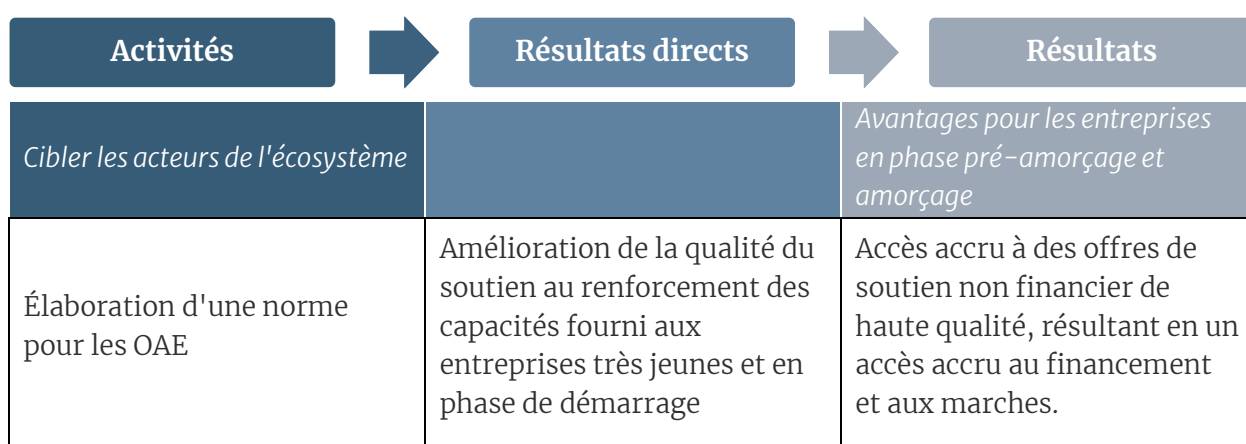 Activités
Résultats directs
Résultats
Cibler les acteurs de l'écosystème
Avantages pour les entreprises
en phase pré-amorçage et
amorçage
Élaboration d'une norme
pour les OAE
Amélioration de la qualité du
soutien au renforcement des
capacités fourni aux
entreprises très jeunes et en
phase de démarrage
Accès accru à des offres de
soutien non financier de
haute qualité, résultant en un
accès accru au financement
et aux marches.